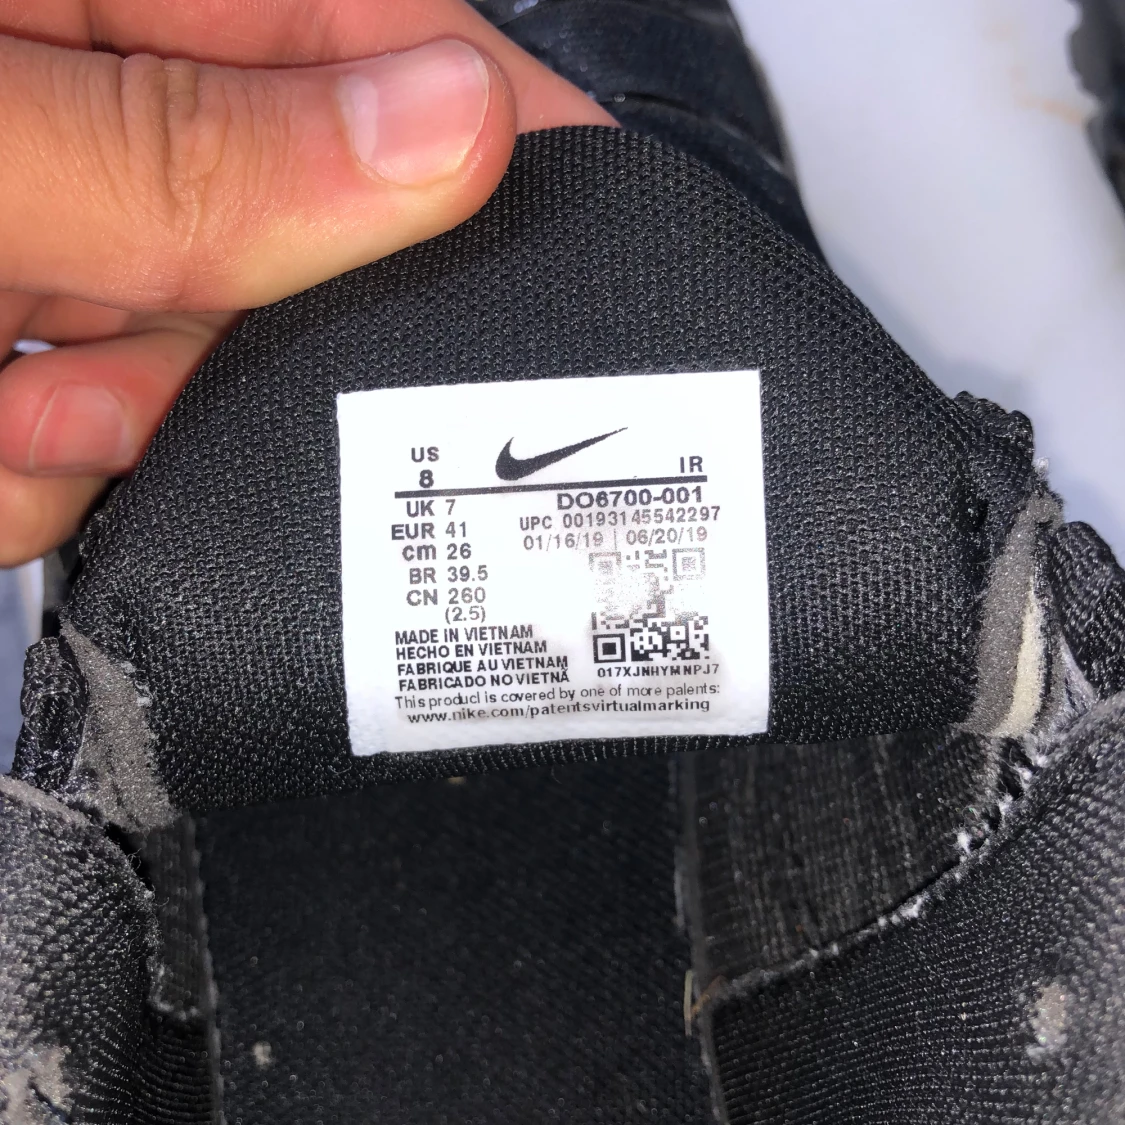 US
8
IR
UK 7
DO6700-001
EUR 41
UPC 00193145542297
cm 26
01/16/19 | 06/20/19
BR 39.5
CN 260
(2.5)
MADE IN VIETNAM
HECHO EN VIETNAM
FABRIQUE AU VIETNAM
FABRICADO NO VIETNÃ
017XJNHYMNPJ7
This product is covered by one of more patents:
www.nike.com/patentsvirtualmarking